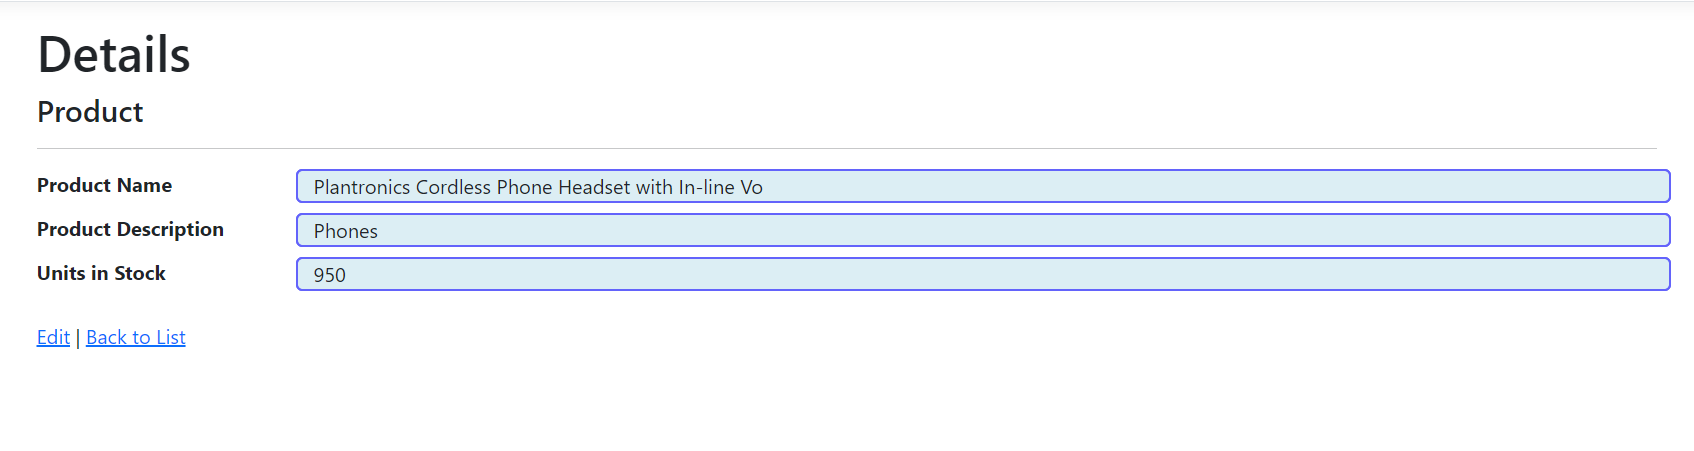 Details
Product
Product Name Plantronics Cordless Phone Headset with In-line Vo
Product Description Phones
Units in Stock 950
Edit | Back to List